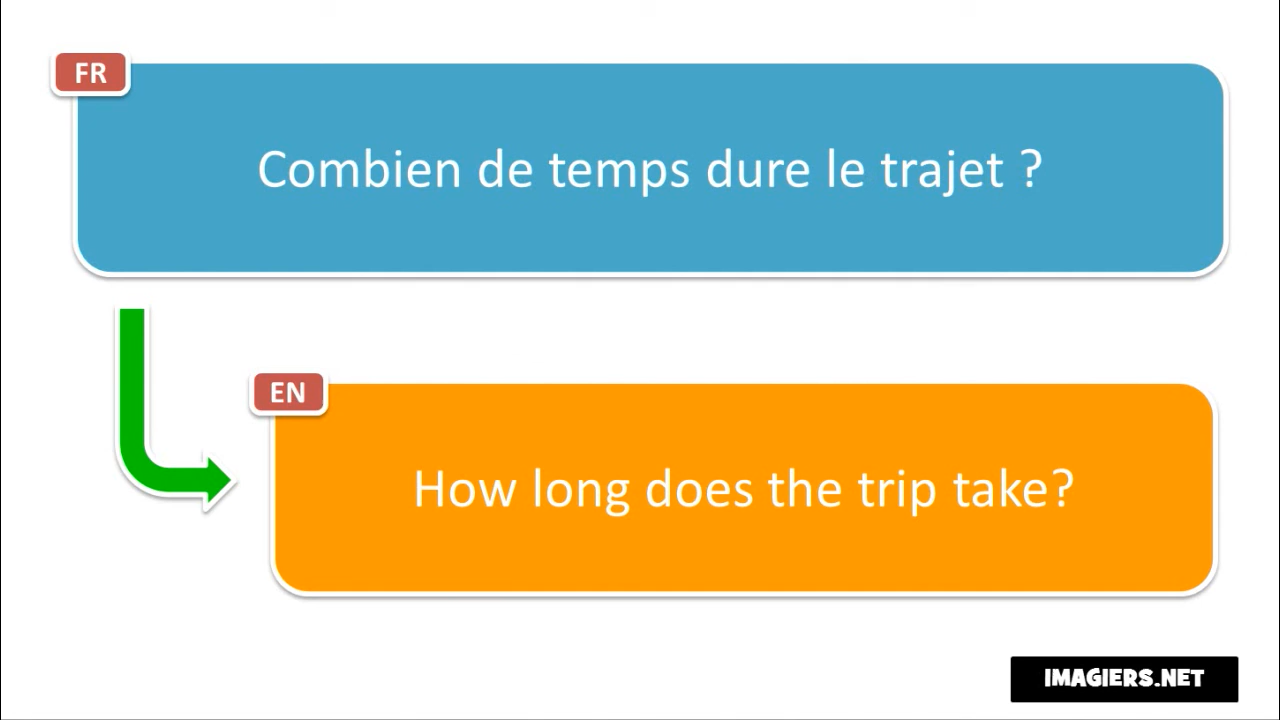 FR
Combien de temps dure le trajet ?
EN
How long does the trip take?
IMAGIERS.NET